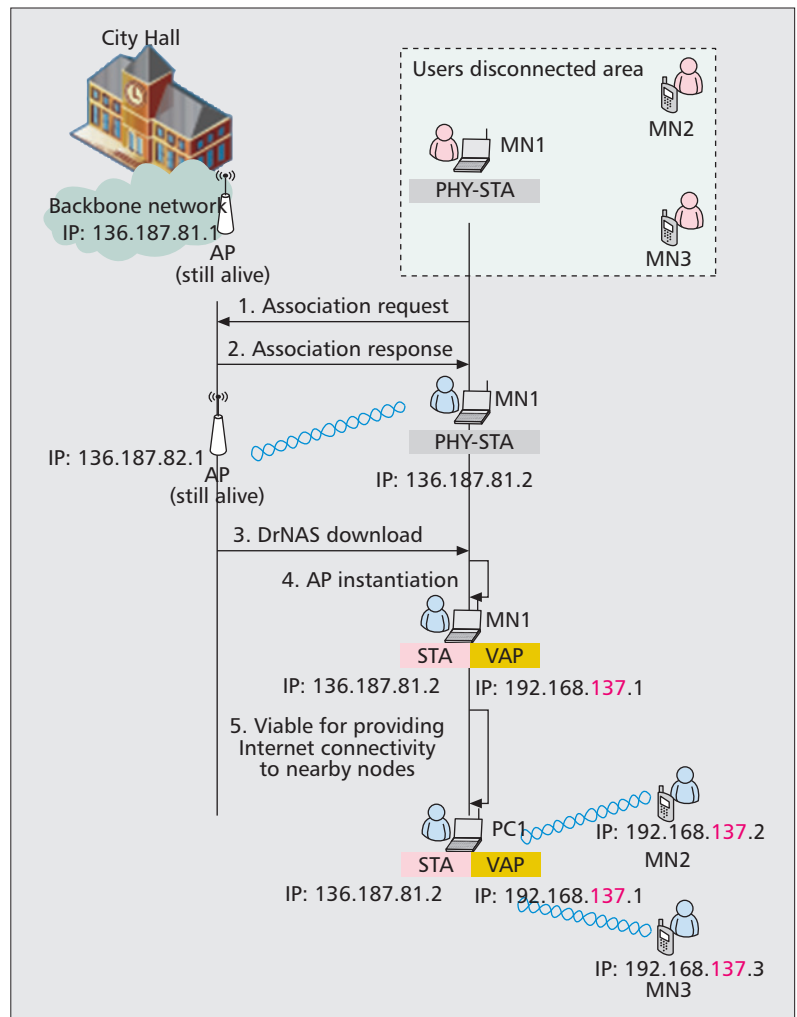 City Hall
Users disconnected area
MN2
MN1
PHY-STA
Backbone network
IP: 136.187.81.1
AP
(still alive)
MN3
1. Association request
2. Association response
MN1
PHY-STA
IP: 136.187.82.1
AP
(still alive)
IP: 136.187.81.2
3. DrNAS download
4. AP instantiation
MN1
STA
VAP
IP: 136.187.81.2
IP: 192.168.137.1
5. Viable for providing
Internet connectivity
to nearby nodes
PC1
IP: 192.168.137.2
MN2
STA
VAP
IP: 136.187.81.2
IP: 192.168.137.1
IP: 192.168.137.3
MN3